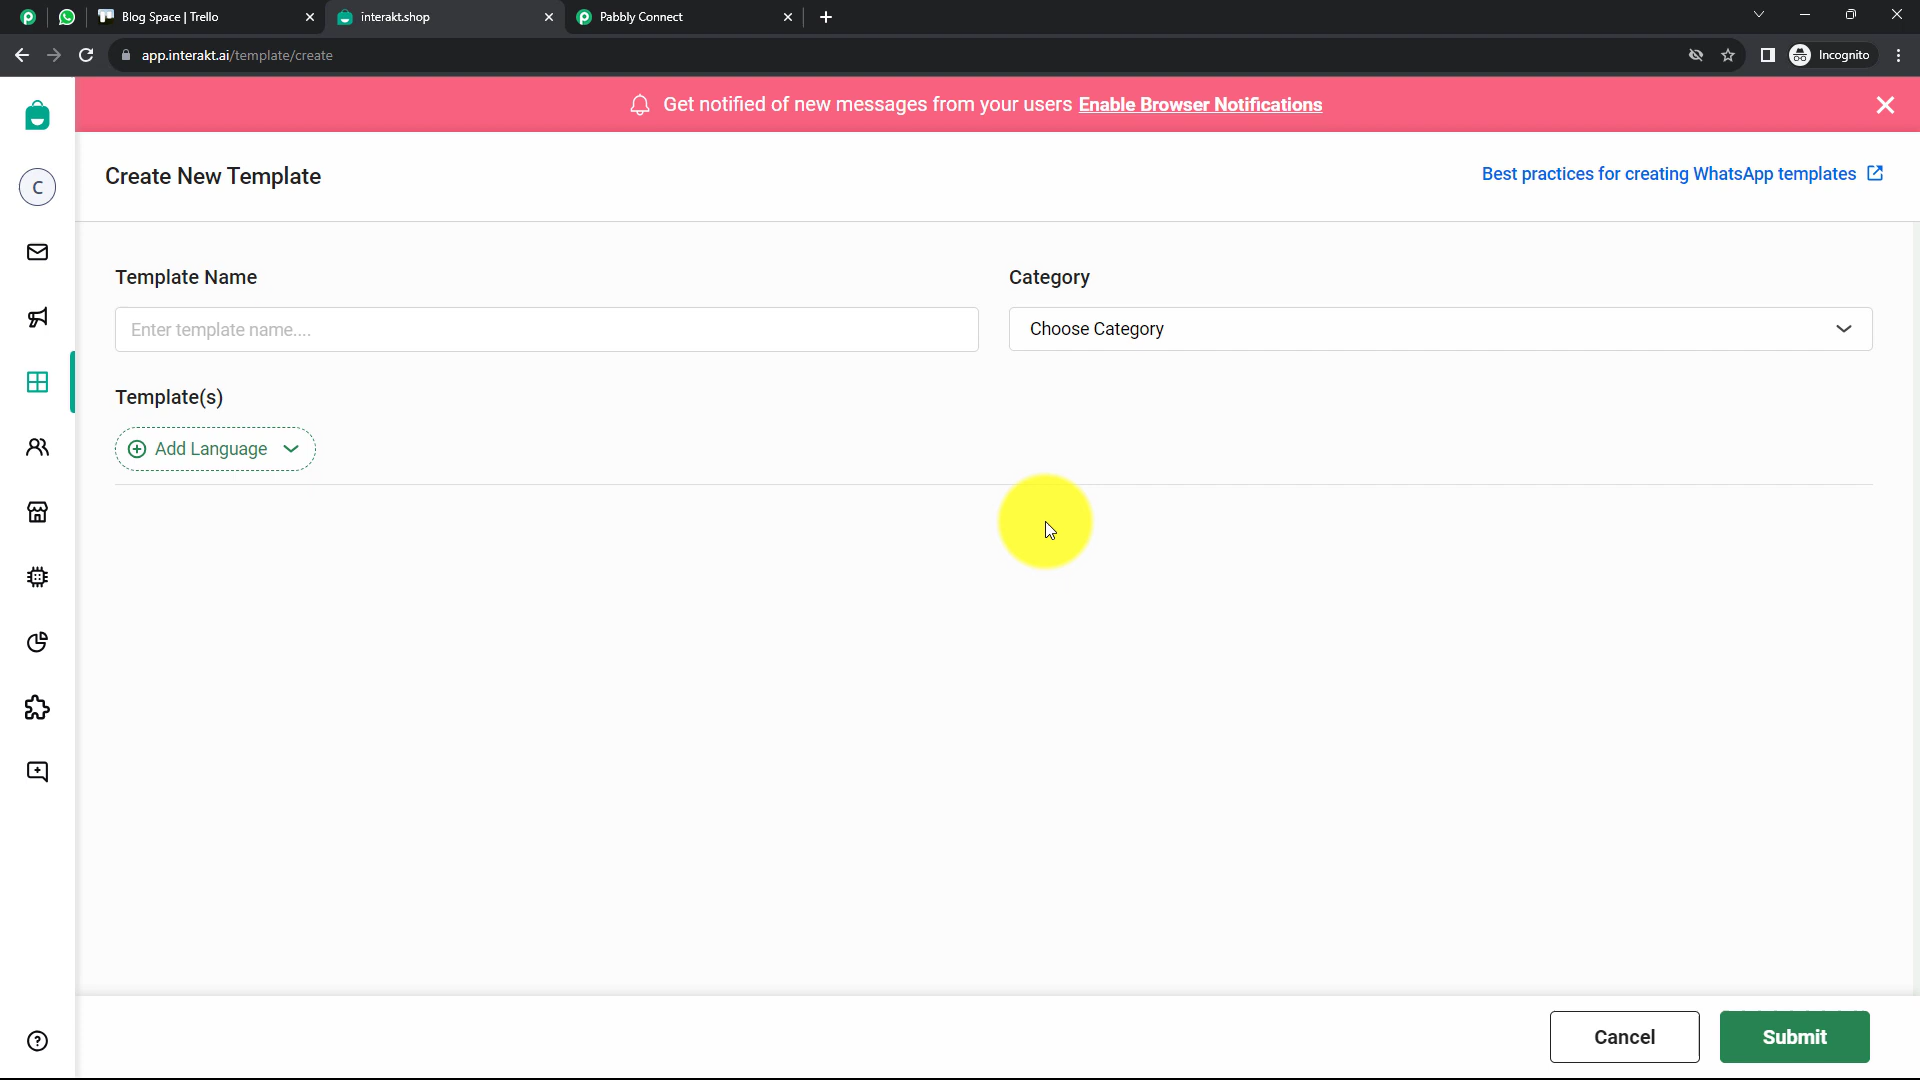 Blog Space | Trello
interakt.shop
Pabbly Connect
app.interakt.ai/template/create
Incognito
Get notified of new messages from your users Enable Browser Notifications
C
Create New Template
Best practices for creating WhatsApp templates
Template Name
Category
Enter template name....
Choose Category
Template(s)
Add Language
Cancel
Submit